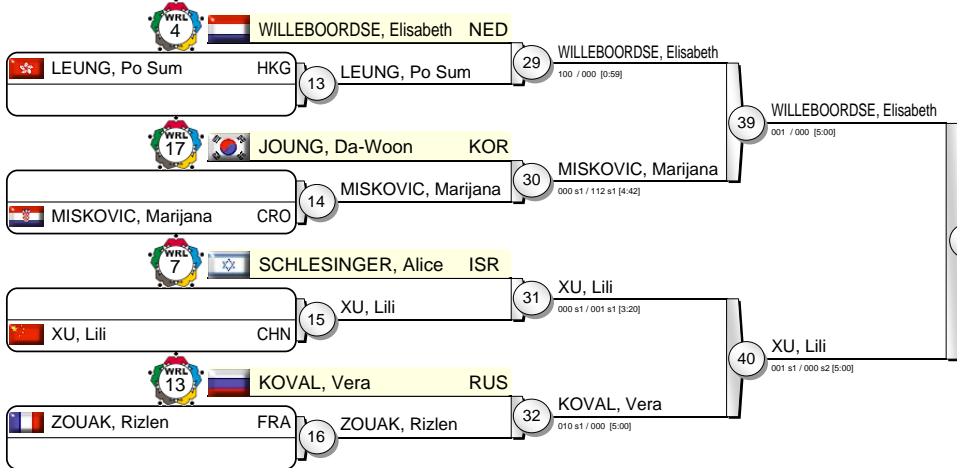 WRL
4
WILLEBOORDSE, Elisabeth NED
LEUNG, Po Sum HKG
13
LEUNG, Po Sum
29
WILLEBOORDSE, Elisabeth
100 / 000 [0:59]
39
WILLEBOORDSE, Elisabeth
001 / 000 [5:00]
WRL
17
JOUNG, Da-Woon KOR
14
MISKOVIC, Marijana
30
MISKOVIC, Marijana
000 s1 / 112 s1 [4:42]
MISKOVIC, Marijana CRO
WRL
7
SCHLESINGER, Alice ISR
15
XU, Lili
31
XU, Lili
000 s1 / 001 s1 [3:20]
XU, Lili CHN
40
XU, Lili
001 s1 / 000 s2 [5:00]
WRL
13
KOVAL, Vera RUS
ZOUAK, Rizlen FRA
16
ZOUAK, Rizlen
32
KOVAL, Vera
010 s1 / 000 [5:00]